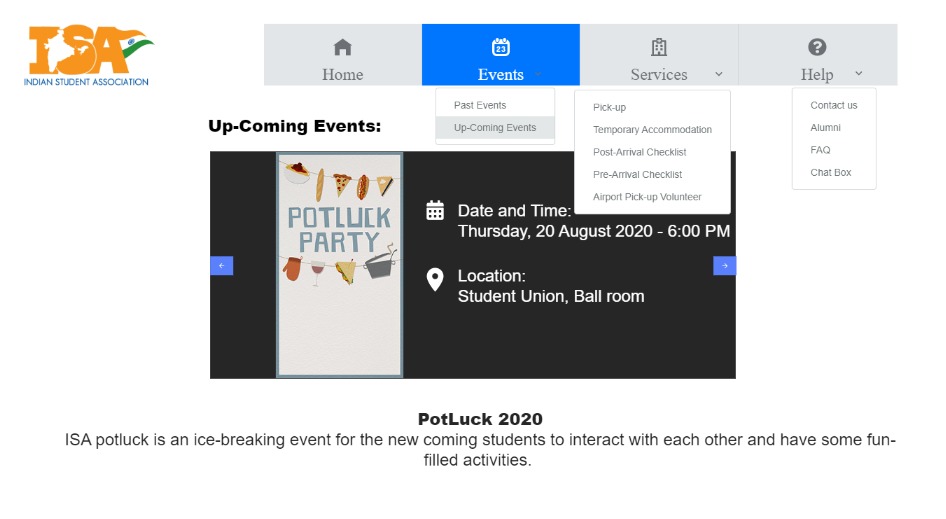 ISA
INDIAN STUDENT ASSOCIATION
23
Home
Events
Services
Help
Past Events
Up-Coming Events
Pick-up
Temporary Accommodation
Post-Arrival Checklist
Pre-Arrival Checklist
Airport Pick-up Volunteer
Contact us
Alumni
FAQ
Chat Box
Up-Coming Events:
POTLUCK
PARTY
Date and Time:
Thursday, 20 August 2020 - 6:00 PM
Location:
Student Union, Ball room
PotLuck 2020
ISA potluck is an ice-breaking event for the new coming students to interact with each other and have some fun-
filled activities.